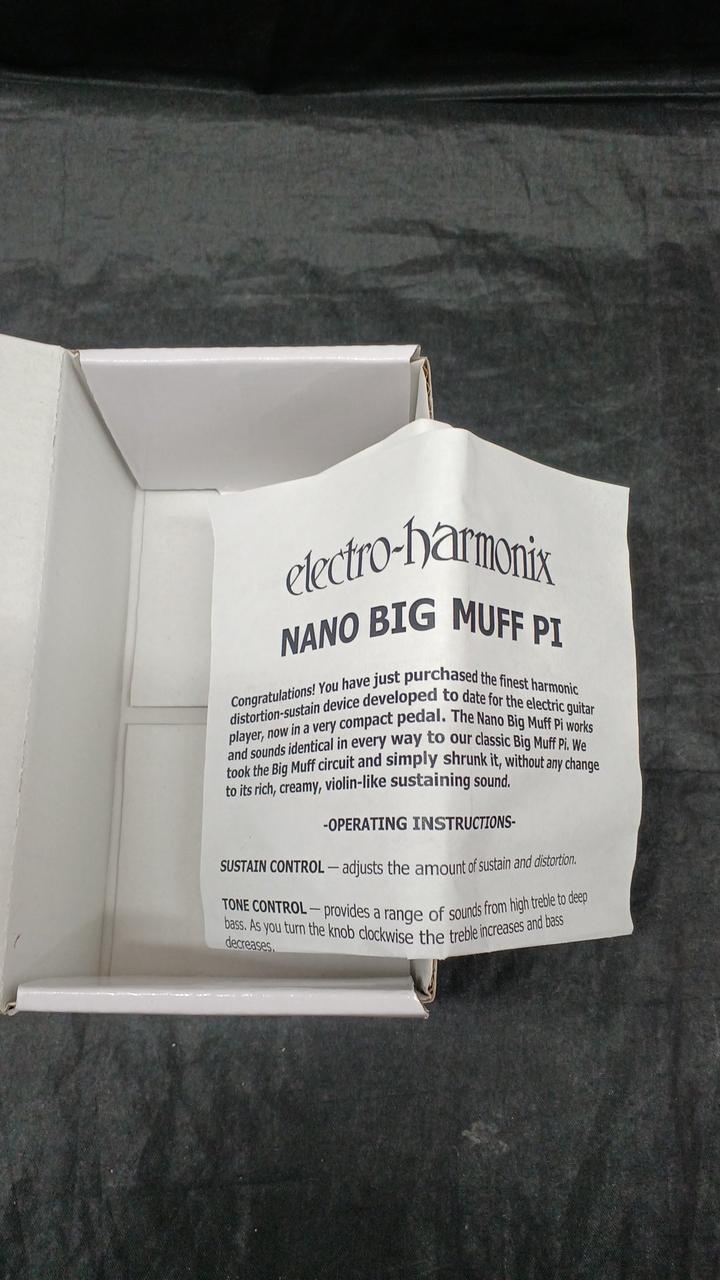 electro-harmonix
NANO BIG MUFF PI
Congratulations! You have just purchased the finest harmonic
distortion-sustain device developed to date for the electric guitar
player, now in a very compact pedal. The Nano Big Muff Pi works
and sounds identical in every way to our classic Big Muff Pi. We
took the Big Muff circuit and simply shrunk it, without any change
to its rich, creamy, violin-like sustaining sound.
-OPERATING INSTRUCTIONS-
SUSTAIN CONTROL — adjusts the amount of sustain and distortion.
TONE CONTROL — provides a range of sounds from high treble to deep
bass. As you turn the knob clockwise the treble increases and bass
decreases.